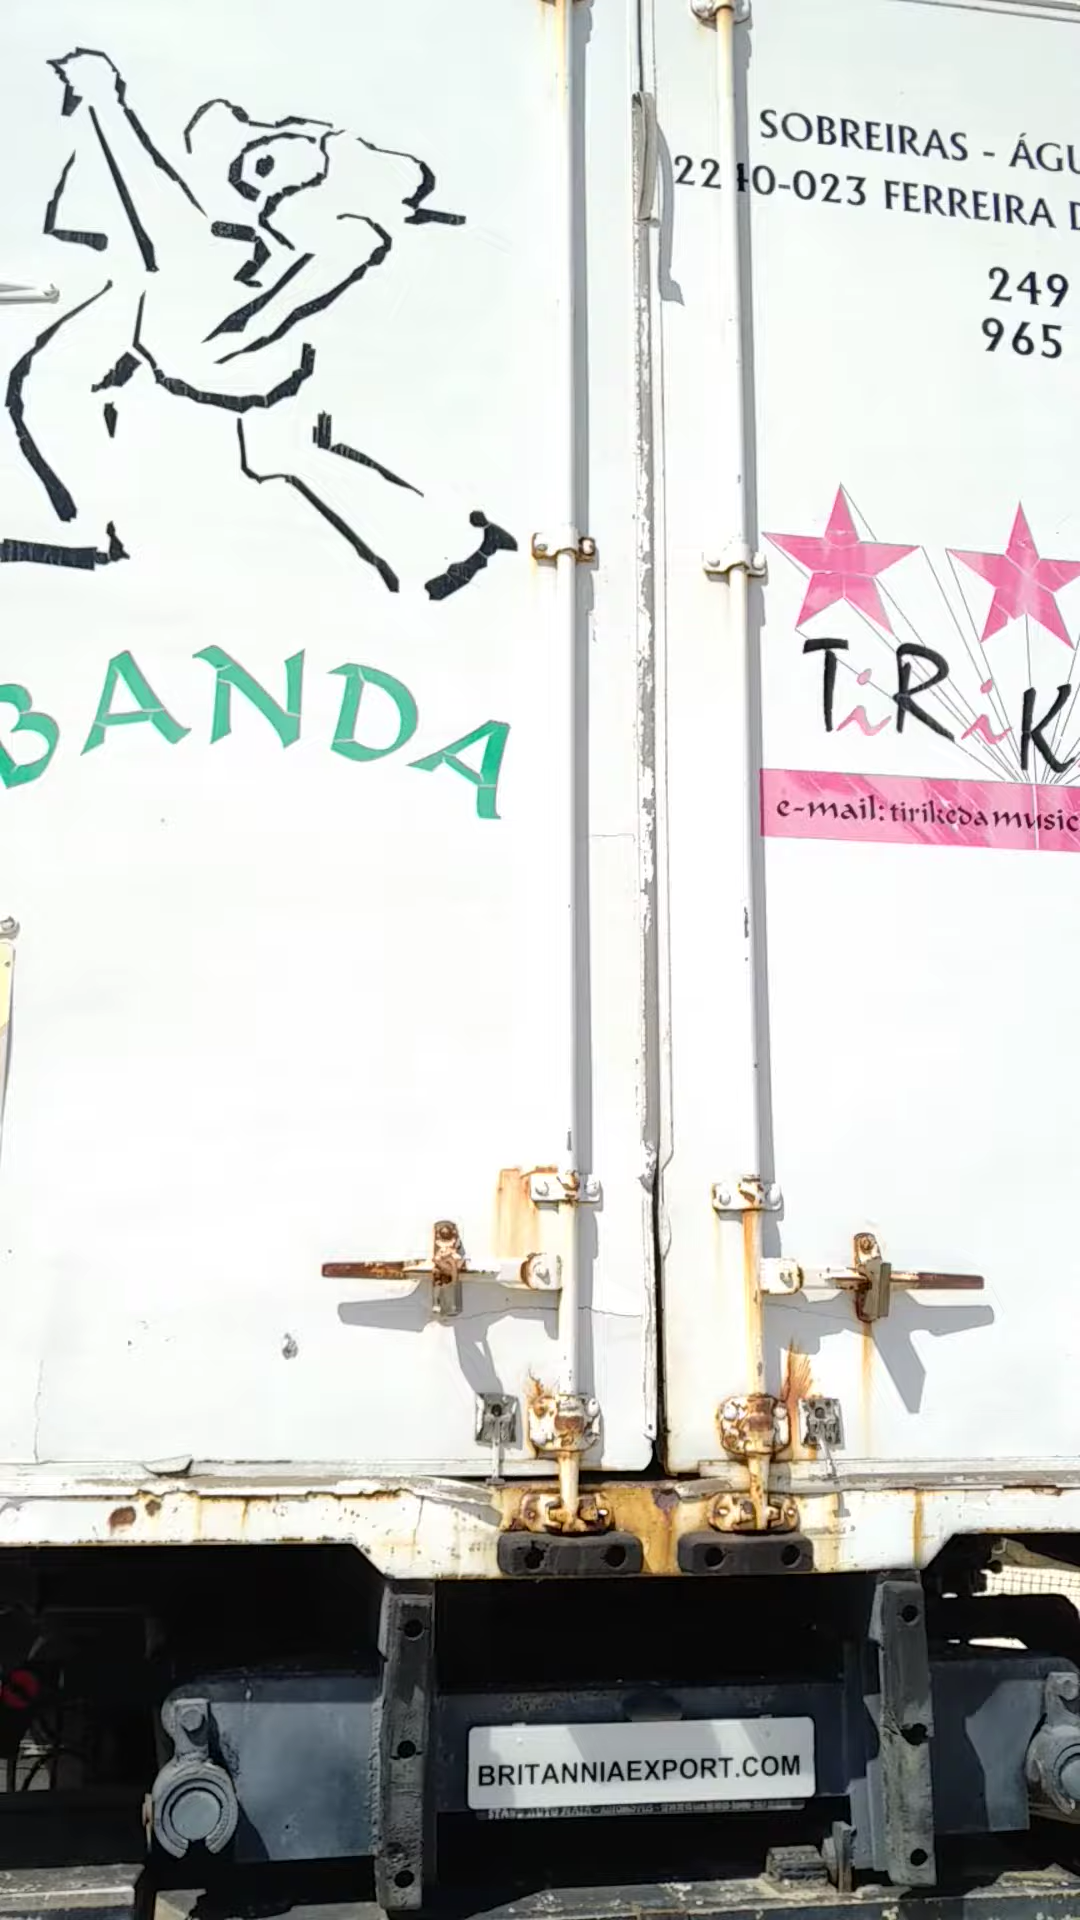 SOBREIRAS - ÁGU
2240-023 FERREIRA D
249
965
BANDA
TiRiK
e-mail:tirikedamusic
BRITANNIAEXPORT.COM